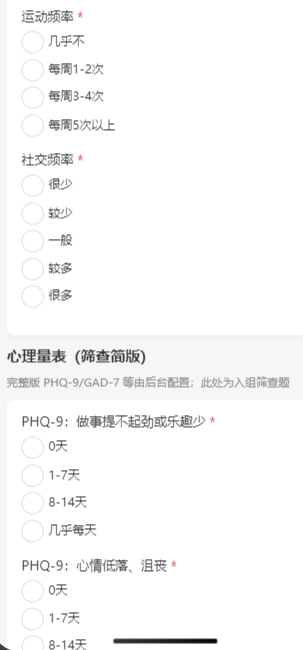 运动频率 *
几乎不
每周1-2次
每周3-4次
每周5次以上
社交频率 *
很少
较少
一般
较多
很多
心理量表（筛查简版）
完整版 PHQ-9/GAD-7 等由后台配置；此处为入组筛查题
PHQ-9：做事提不起劲或乐趣少 *
0天
1-7天
8-14天
几乎每天
PHQ-9：心情低落、沮丧 *
0天
1-7天
8-14天